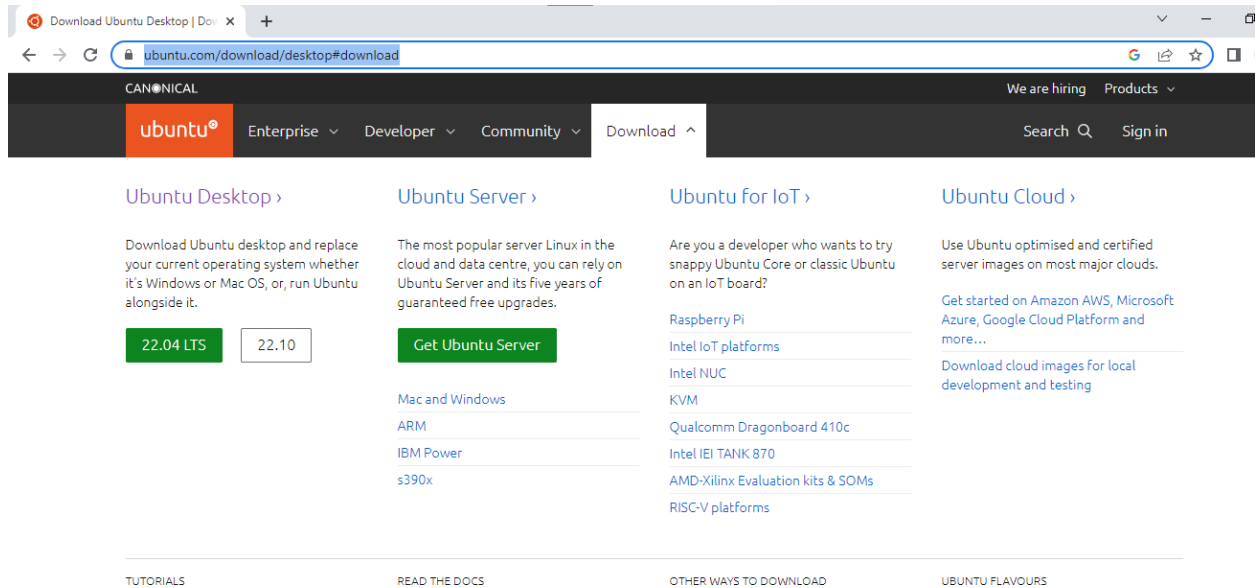 Download Ubuntu Desktop | Dov
ubuntu.com/download/desktop#download
CANONICAL
We are hiring Products
ubuntu Enterprise Developer Community Download Search Sign in
Ubuntu Desktop ›
Download Ubuntu desktop and replace
your current operating system whether
it's Windows or Mac OS, or, run Ubuntu
alongside it.
22.04 LTS 22.10
Ubuntu Server ›
The most popular server Linux in the
cloud and data centre, you can rely on
Ubuntu Server and its five years of
guaranteed free upgrades.
Get Ubuntu Server
Mac and Windows
ARM
IBM Power
s390x
Ubuntu for IoT ›
Are you a developer who wants to try
snappy Ubuntu Core or classic Ubuntu
on an IoT board?
Raspberry Pi
Intel IoT platforms
Intel NUC
KVM
Qualcomm Dragonboard 410c
Intel IEI TANK 870
AMD-Xilinx Evaluation kits & SOMs
RISC-V platforms
Ubuntu Cloud ›
Use Ubuntu optimised and certified
server images on most major clouds.
Get started on Amazon AWS, Microsoft
Azure, Google Cloud Platform and
more...
Download cloud images for local
development and testing
TUTORIALS
READ THE DOCS
OTHER WAYS TO DOWNLOAD
UBUNTU FLAVOURS